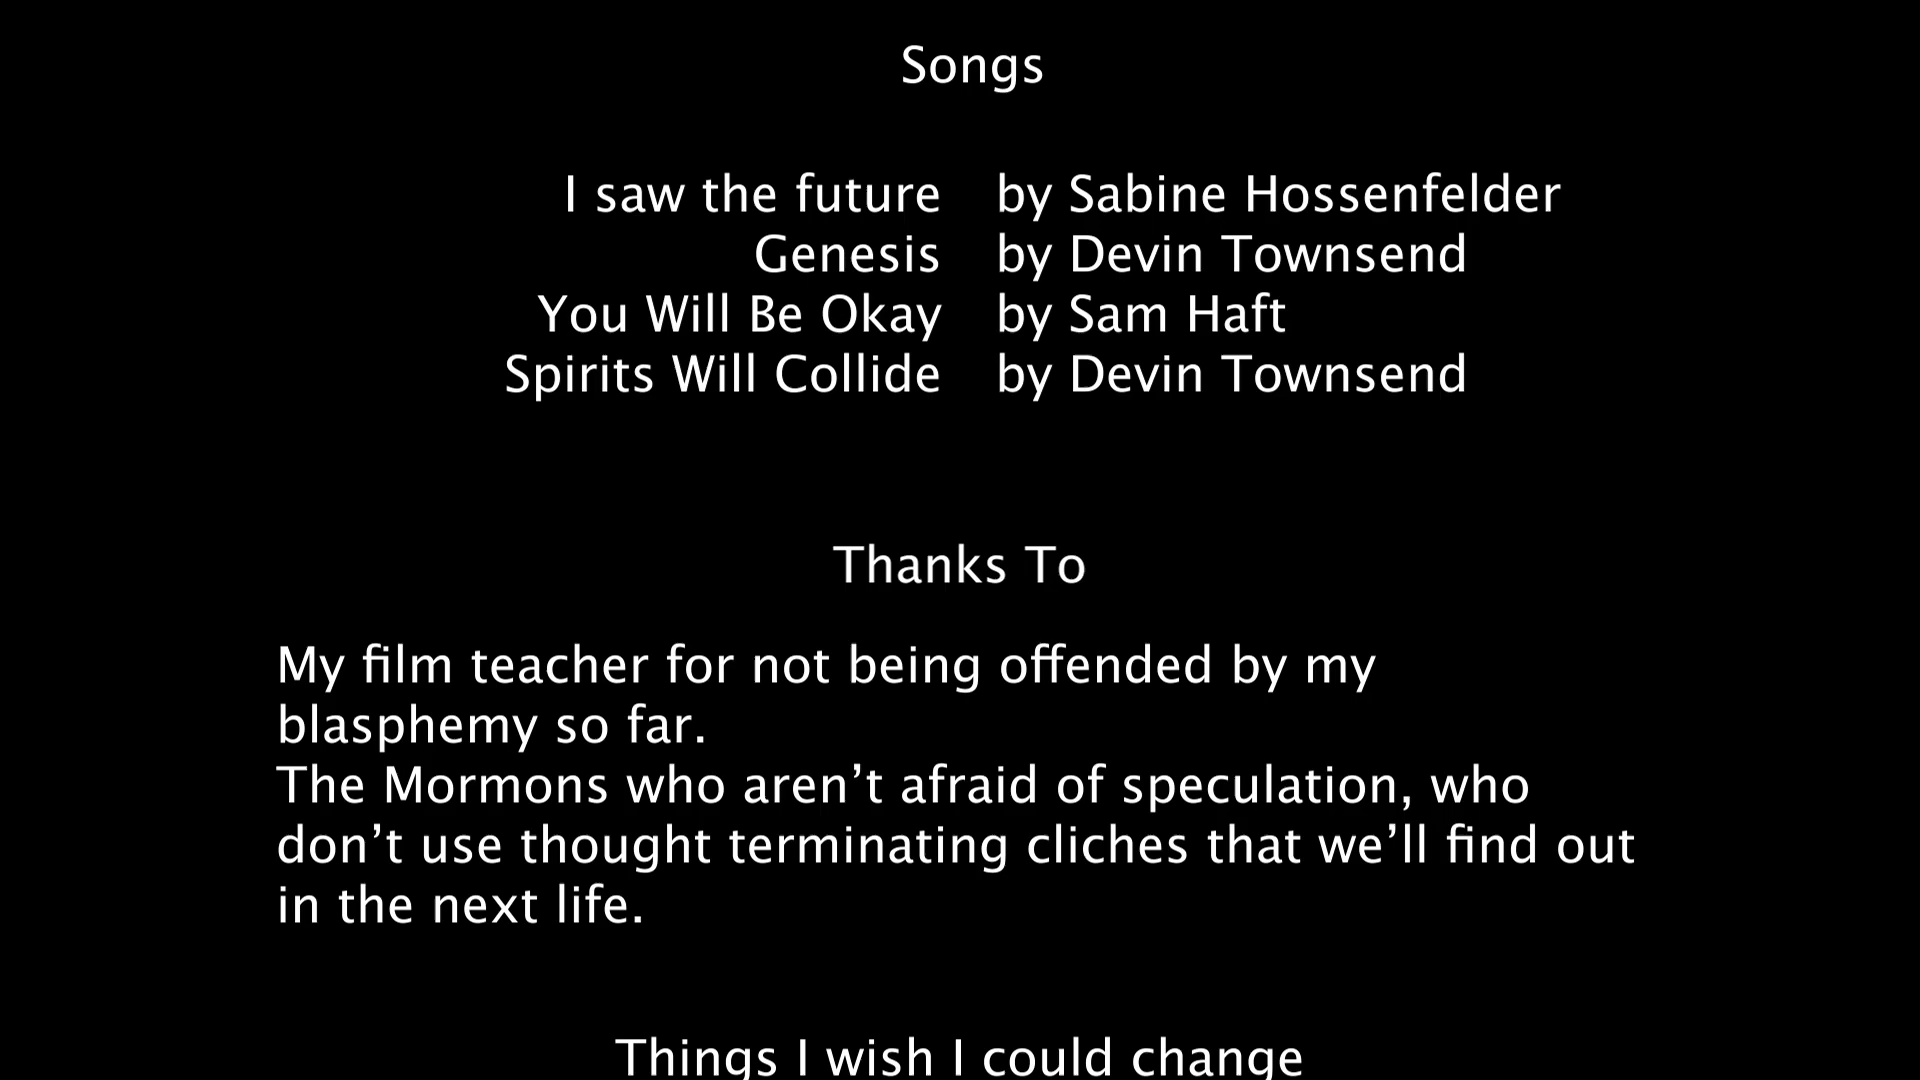 Songs
I saw the future by Sabine Hossenfelder
Genesis by Devin Townsend
You Will Be Okay by Sam Haft
Spirits Will Collide by Devin Townsend
Thanks To
My film teacher for not being offended by my
blasphemy so far.
The Mormons who aren’t afraid of speculation, who
don’t use thought terminating cliches that we’ll find out
in the next life.
Things I wish I could change